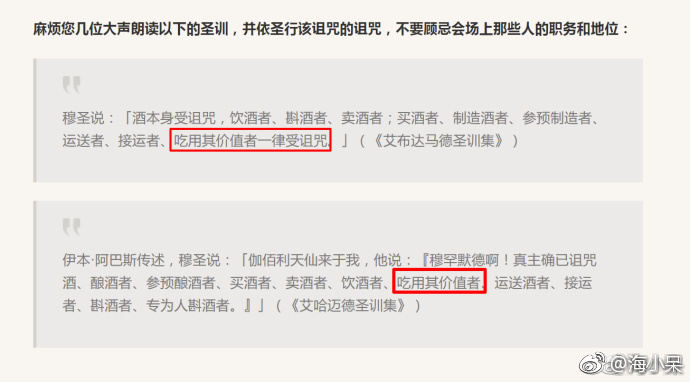 麻烦您几位大声朗读以下的圣训，并依圣行该诅咒的诅咒，不要顾忌会场上那些人的职务和地位：
穆圣说：「酒本身受诅咒，饮酒者、斟酒者、卖酒者；买酒者、制造酒者、参预制造者、
运送者、接运者、吃用其价值者一律受诅咒。」（《艾布达马德圣训集》）
伊本·阿巴斯传述，穆圣说：「伽佰利天仙来于我，他说：『穆罕默德啊！真主确已诅咒
酒、酿酒者、参预酿酒者、买酒者、卖酒者、饮酒者、吃用其价值者、运送酒者、接运
者、斟酒者、专为人斟酒者。』」（《艾哈迈德圣训集》）
@海小呆